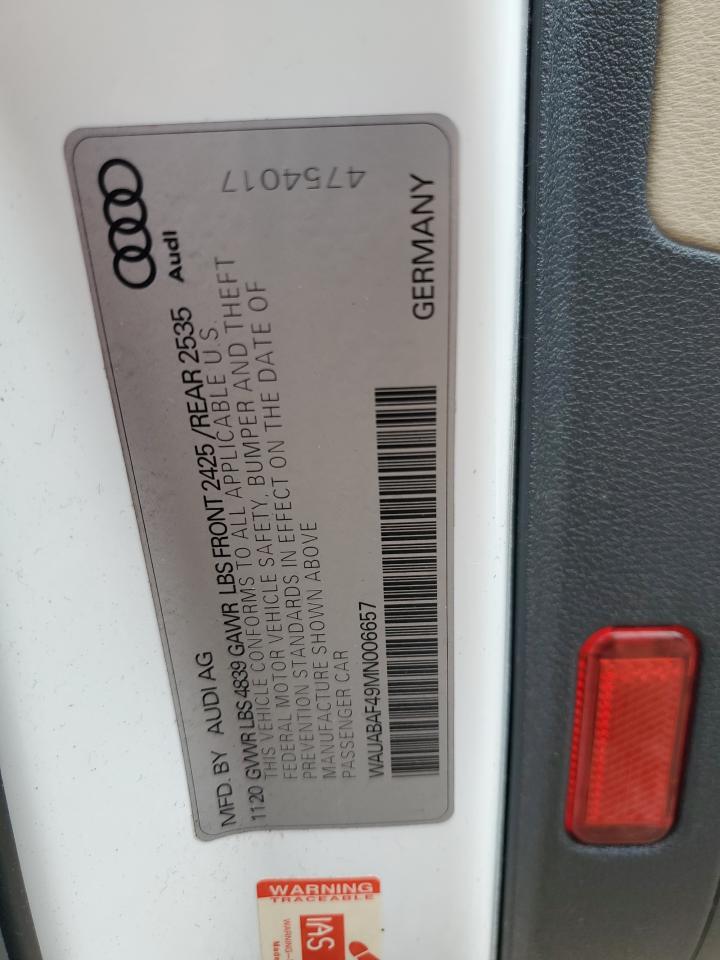 Audi
4754017
MFD. BY AUDI AG
1120 GVWR LBS 4839 GAWR LBS FRONT 2425 /REAR 2535
THIS VEHICLE CONFORMS TO ALL APPLICABLE U.S.
FEDERAL MOTOR VEHICLE SAFETY, BUMPER AND THEFT
PREVENTION STANDARDS IN EFFECT ON THE DATE OF
MANUFACTURE SHOWN ABOVE
PASSENGER CAR
WAUABAF49MN006657
GERMANY
WARNING
TRACEABLE
IAS
WARNING